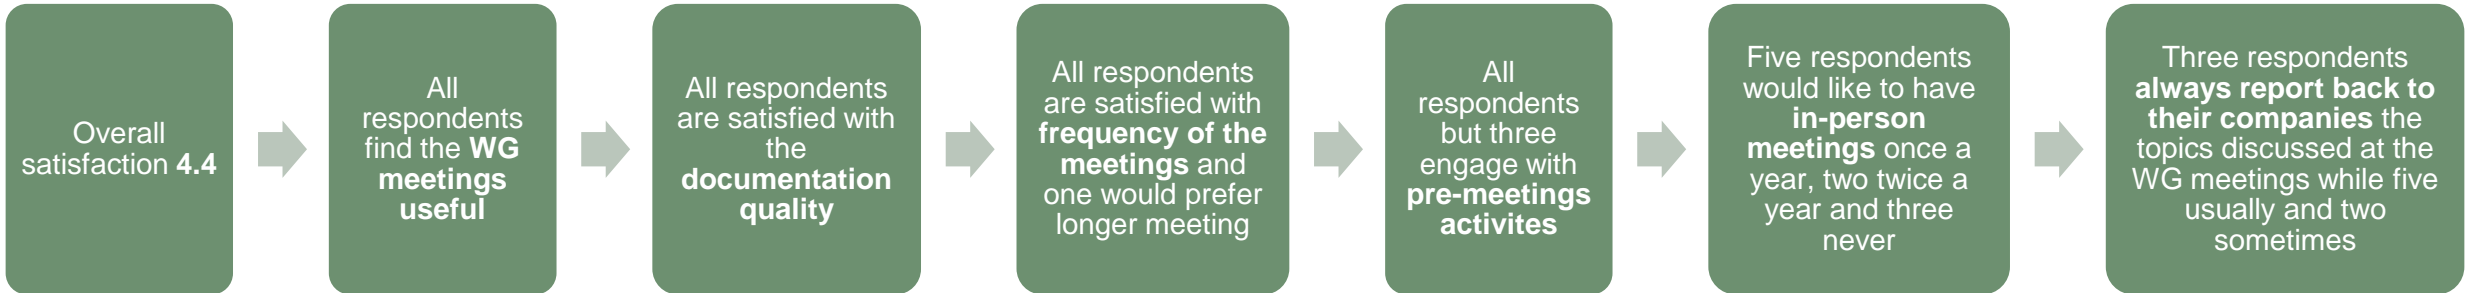 Overall
satisfaction 4.4
All
respondents
find the WG
meetings
useful
All respondents
are satisfied with
the
documentation
quality
All respondents
are satisfied with
frequency of the
meetings and
one would prefer
longer meeting
All
respondents
but three
engage with
pre-meetings
activites
Five respondents
would like to have
in-person
meetings once a
year, two twice a
year and three
never
Three respondents
always report back to
their companies the
topics discussed at the
WG meetings while five
usually and two
sometimes